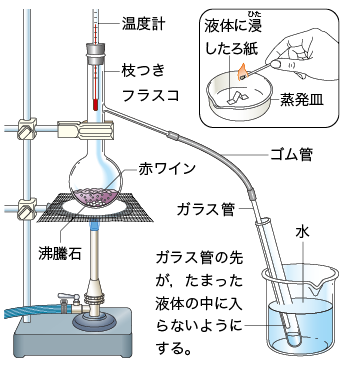 温度計
枝つき
フラスコ
液体に浸
ひた
したろ紙
蒸発皿
ゴム管
赤ワイン
ガラス管
水
沸騰石
ガラス管の先
が，たまった
液体の中に入
らないように
する。